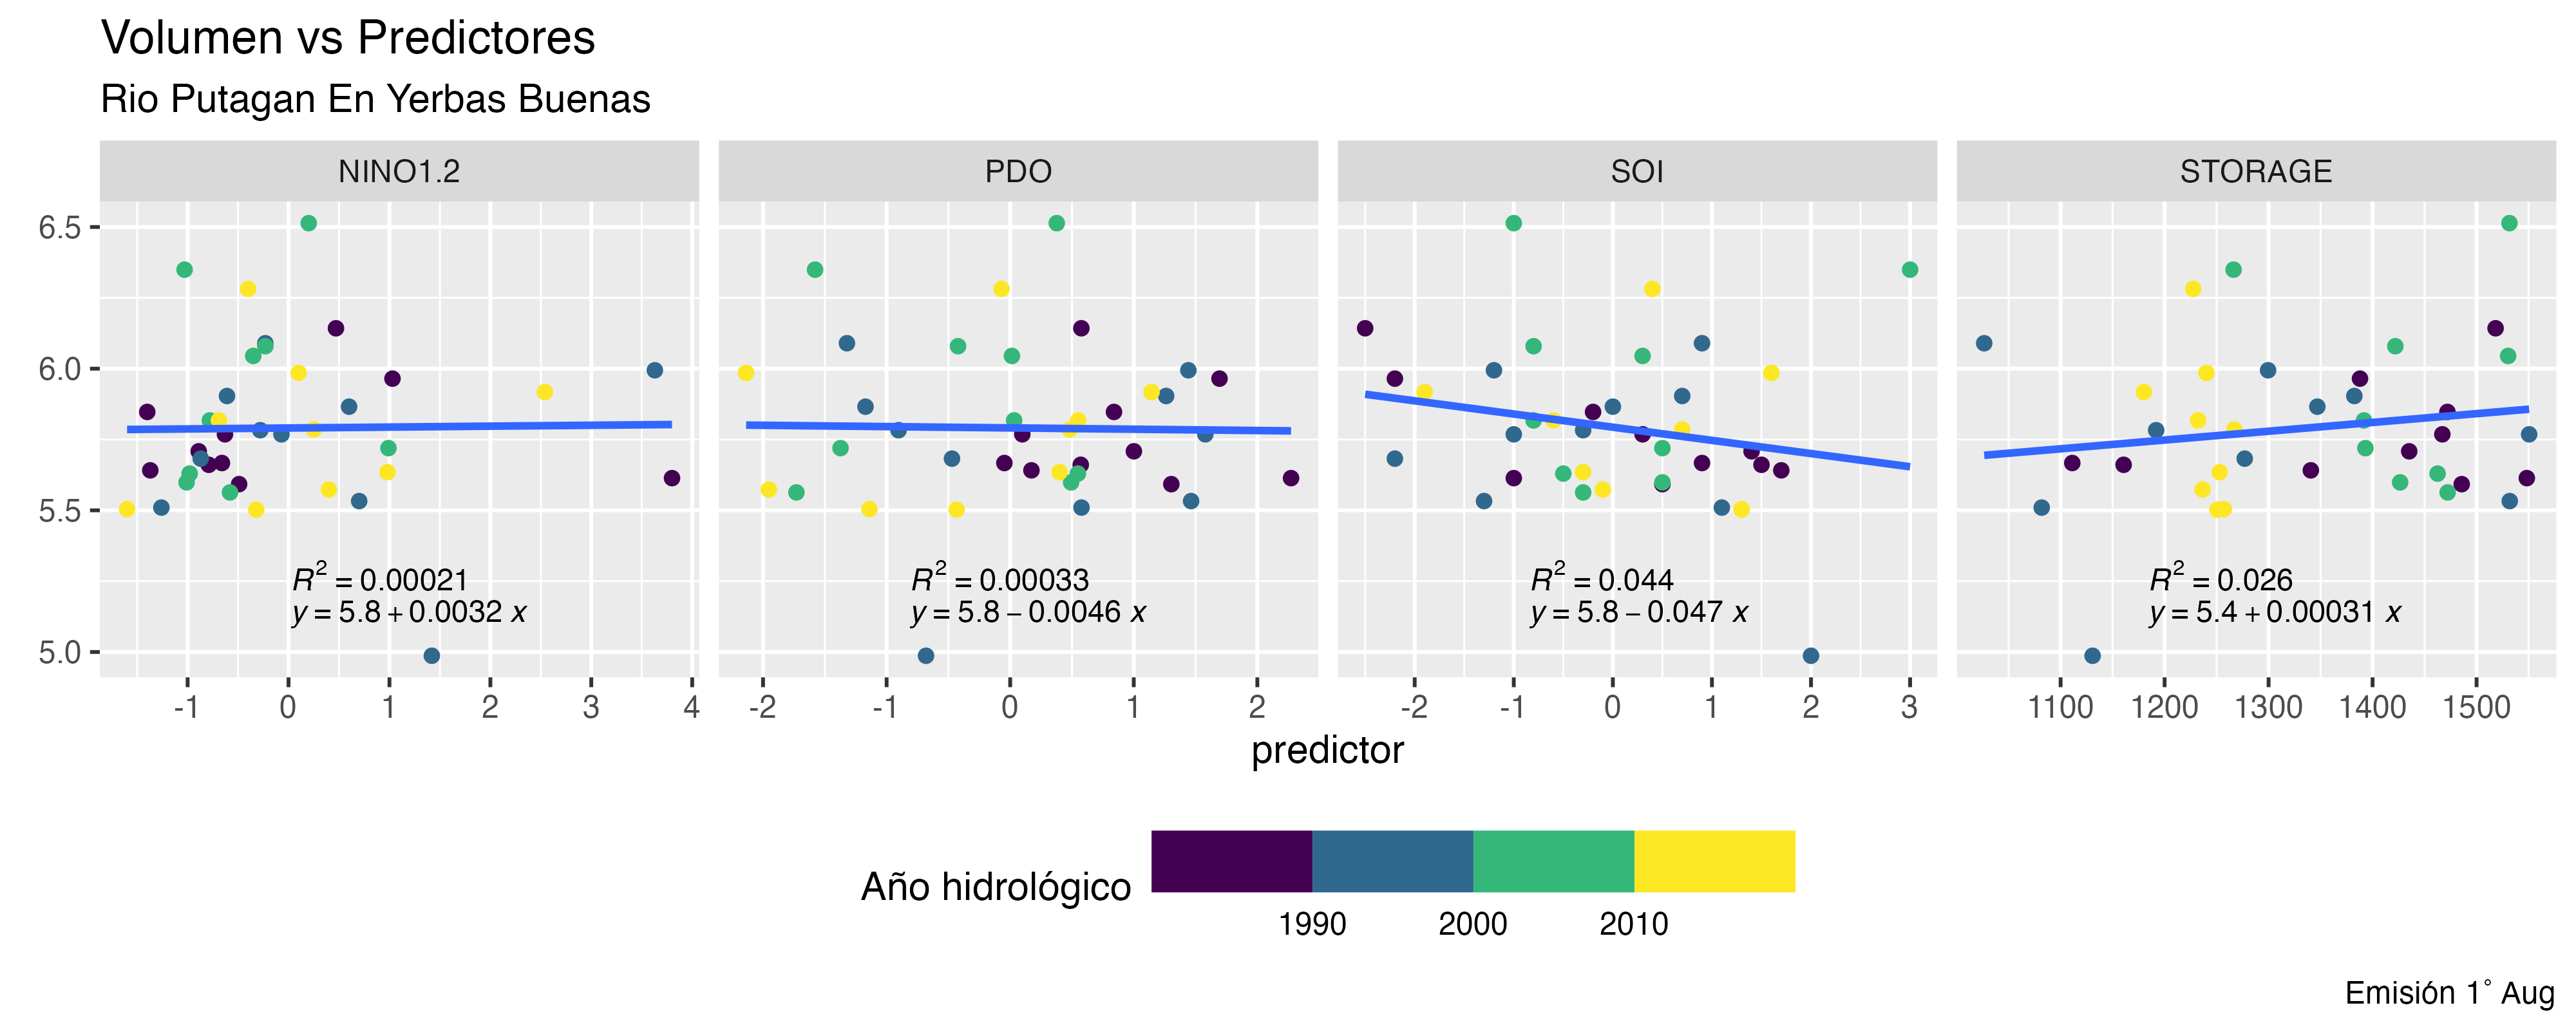 Volumen vs Predictores
Rio Putagan En Yerbas Buenas
NINO1.2 PDO SOI STORAGE
6.5
6.0
5.5
5.0
R² = 0.00021
y = 5.8 + 0.0032 x
R² = 0.00033
y = 5.8 − 0.0046 x
R² = 0.044
y = 5.8 − 0.047 x
R² = 0.026
y = 5.4 + 0.00031 x
-1 0 1 2 3 4
-2 -1 0 1 2
-2 -1 0 1 2 3
1100 1200 1300 1400 1500
predictor
Año hidrológico
1990 2000 2010
Emisión 1° Aug